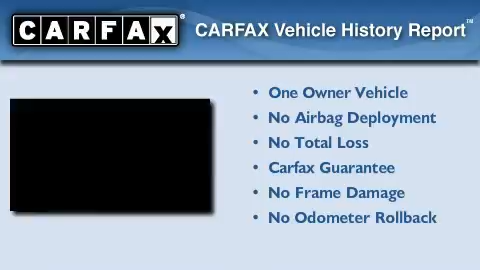 CARFAX® CARFAX Vehicle History Report™
• One Owner Vehicle
• No Airbag Deployment
• No Total Loss
• Carfax Guarantee
• No Frame Damage
• No Odometer Rollback